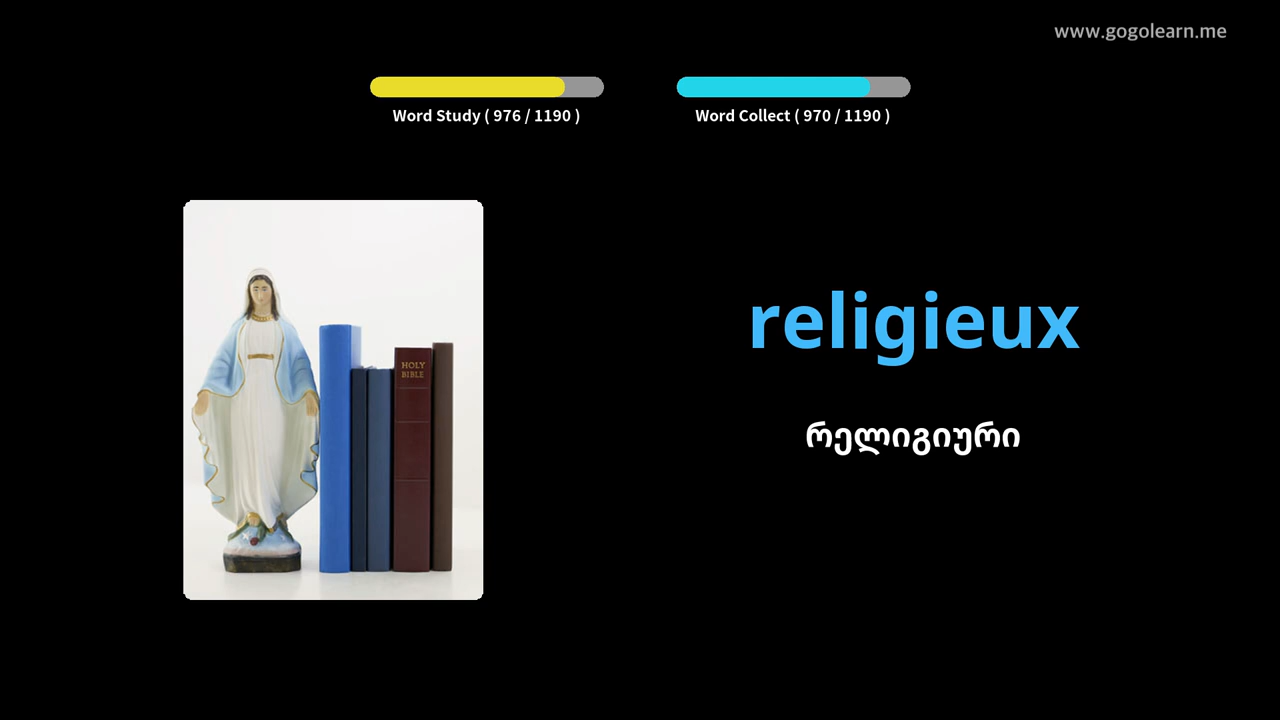 www.gogolearn.me
Word Study ( 976 / 1190 )
Word Collect ( 970 / 1190 )
HOLY
BIBLE
religieux
რელიგიური